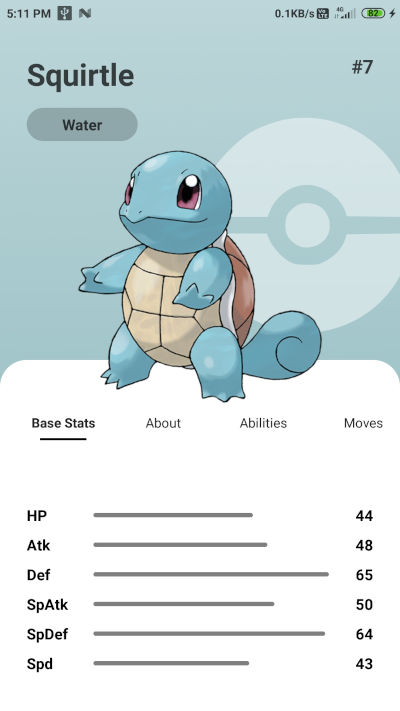 5:11 PM 0.1KB/s 4G 82
Squirtle #7
Water
Base Stats About Abilities Moves
HP 44
Atk 48
Def 65
SpAtk 50
SpDef 64
Spd 43